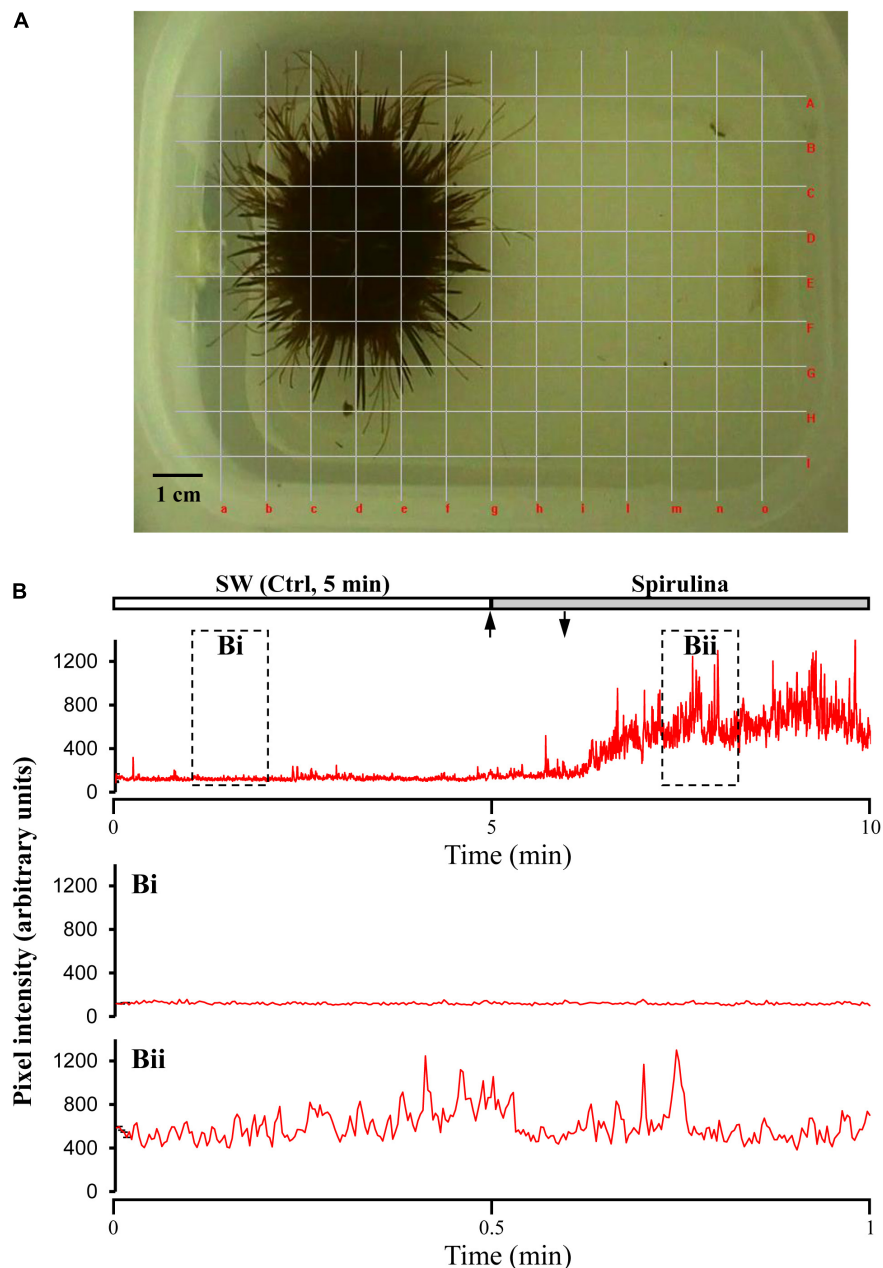 A
A
B
C
D
E
F
G
H
I
1 cm
a b c d e f g h i l m n o
B
SW (Ctrl, 5 min) Spirulina
Bi Bii
1200
800
400
0
0 5 10
Time (min)
Pixel intensity (arbitrary units)
Bi
1200
800
400
0
Bii
1200
800
400
0
0 0.5 1
Time (min)